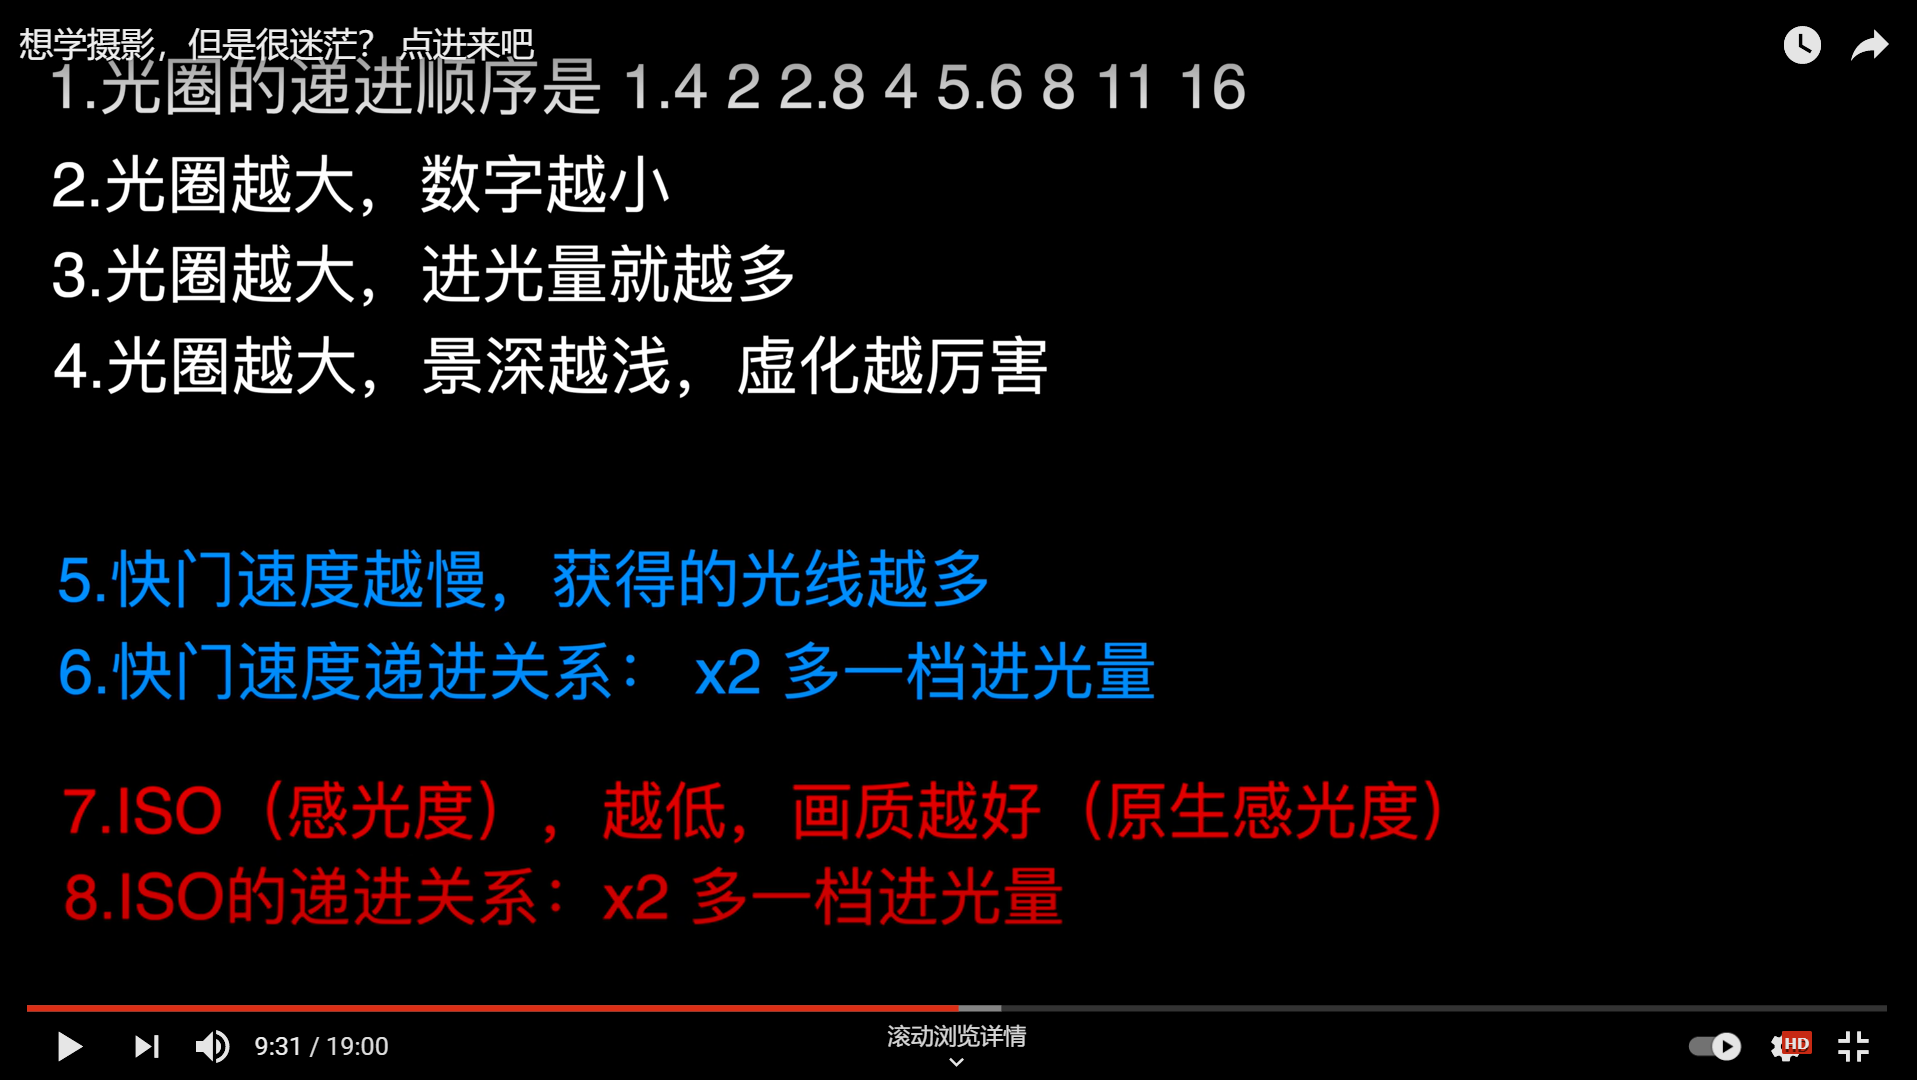 想学摄影，但是很迷茫？ 点进来吧
1.光圈的递进顺序是 1.4 2 2.8 4 5.6 8 11 16
2.光圈越大，数字越小
3.光圈越大，进光量就越多
4.光圈越大，景深越浅，虚化越厉害
5.快门速度越慢，获得的光线越多
6.快门速度递进关系： x2 多一档进光量
7.ISO（感光度），越低，画质越好（原生感光度）
8.ISO的递进关系：x2 多一档进光量
9:31 / 19:00
滚动浏览详情
HD